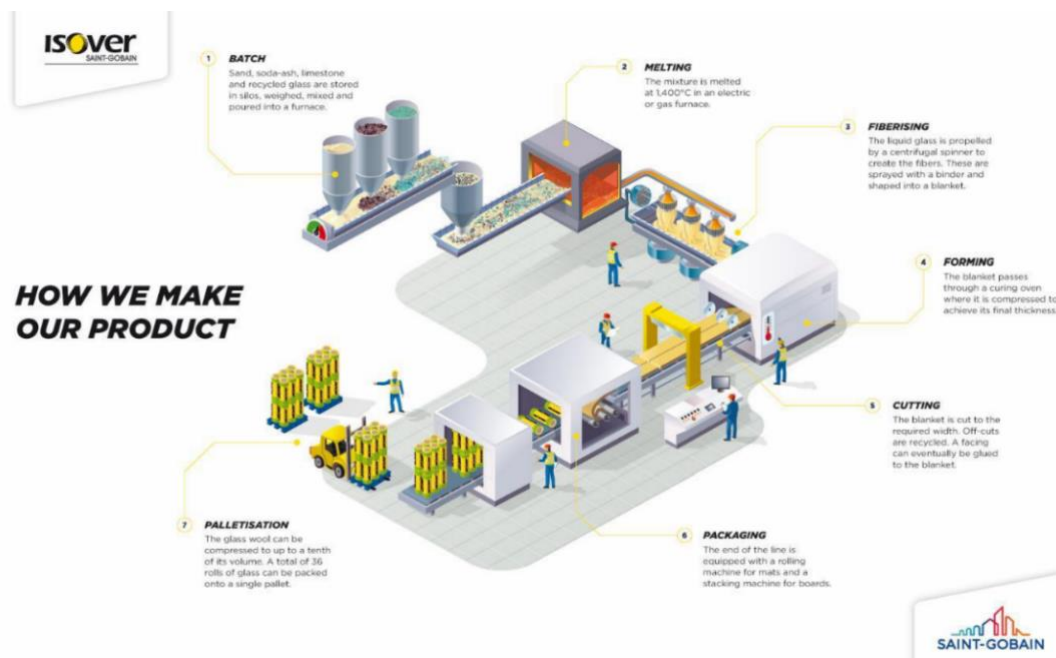 ISOVER
SAINT-GOBAIN
1
BATCH
Sand, soda-ash, limestone
and recycled glass are stored
in silos, weighed, mixed and
poured into a furnace.
2
MELTING
The mixture is melted
at 1,400°C in an electric
or gas furnace.
3
FIBERISING
The liquid glass is propelled
by a centrifugal spinner to
create the fibers. These are
sprayed with a binder and
shaped into a blanket.
4
FORMING
The blanket passes
through a curing oven
where it is compressed to
achieve its final thickness
HOW WE MAKE
OUR PRODUCT
5
CUTTING
The blanket is cut to the
required width. Off-cuts
are recycled. A facing
can eventually be glued
to the blanket.
6
PACKAGING
The end of the line is
equipped with a rolling
machine for mats and a
stacking machine for boards.
7
PALLETISATION
The glass wool can be
compressed to up to a tenth
of its volume. A total of 36
rolls of glass can be packed
onto a single pallet.
SAINT-GOBAIN